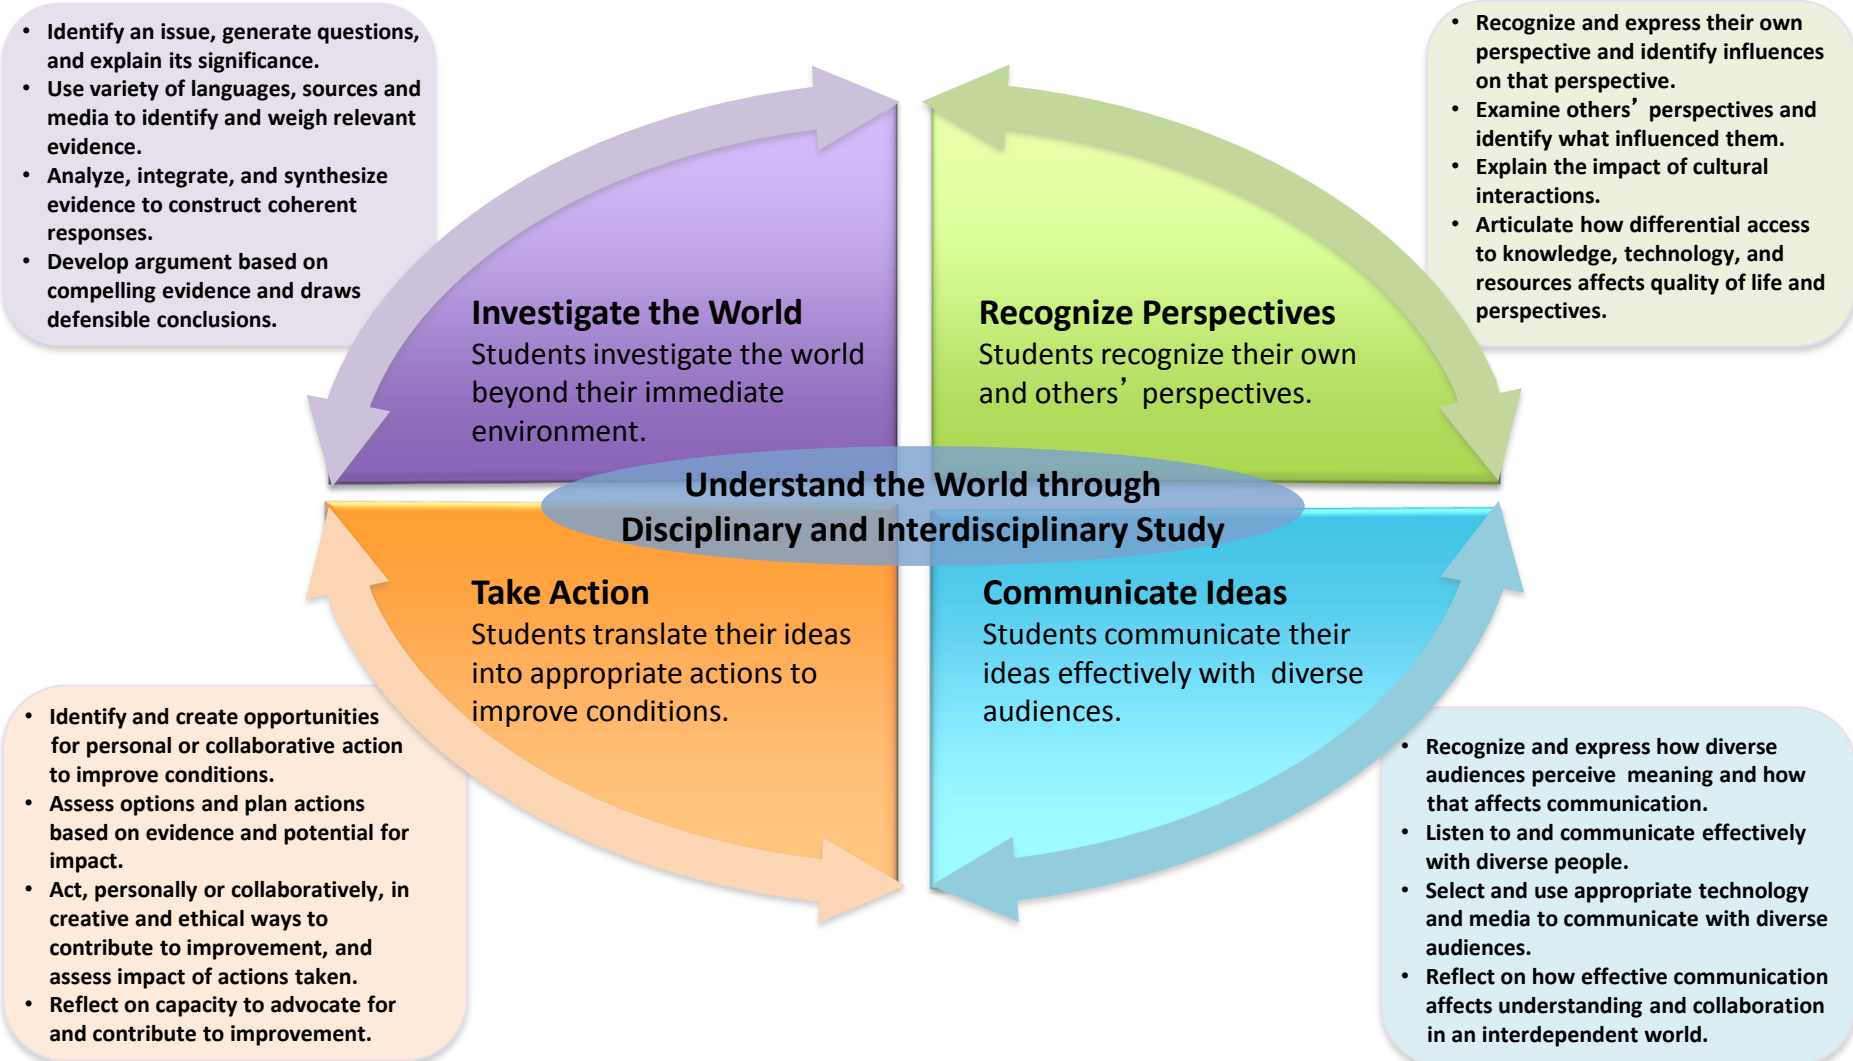 • Identify an issue, generate questions,
and explain its significance.
• Use variety of languages, sources and
media to identify and weigh relevant
evidence.
• Analyze, integrate, and synthesize
evidence to construct coherent
responses.
• Develop argument based on
compelling evidence and draws
defensible conclusions.
• Recognize and express their own
perspective and identify influences
on that perspective.
• Examine others’ perspectives and
identify what influenced them.
• Explain the impact of cultural
interactions.
• Articulate how differential access
to knowledge, technology, and
resources affects quality of life and
perspectives.
Investigate the World
Students investigate the world
beyond their immediate
environment.
Recognize Perspectives
Students recognize their own
and others’ perspectives.
Understand the World through
Disciplinary and Interdisciplinary Study
Take Action
Students translate their ideas
into appropriate actions to
improve conditions.
Communicate Ideas
Students communicate their
ideas effectively with diverse
audiences.
• Identify and create opportunities
for personal or collaborative action
to improve conditions.
• Assess options and plan actions
based on evidence and potential for
impact.
• Act, personally or collaboratively, in
creative and ethical ways to
contribute to improvement, and
assess impact of actions taken.
• Reflect on capacity to advocate for
and contribute to improvement.
• Recognize and express how diverse
audiences perceive meaning and how
that affects communication.
• Listen to and communicate effectively
with diverse people.
• Select and use appropriate technology
and media to communicate with diverse
audiences.
• Reflect on how effective communication
affects understanding and collaboration
in an interdependent world.